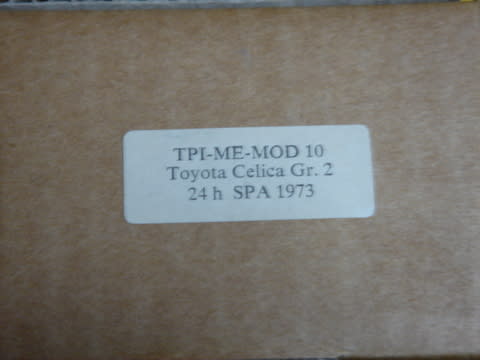 TPI-ME-MOD 10
Toyota Celica Gr. 2
24 h SPA 1973